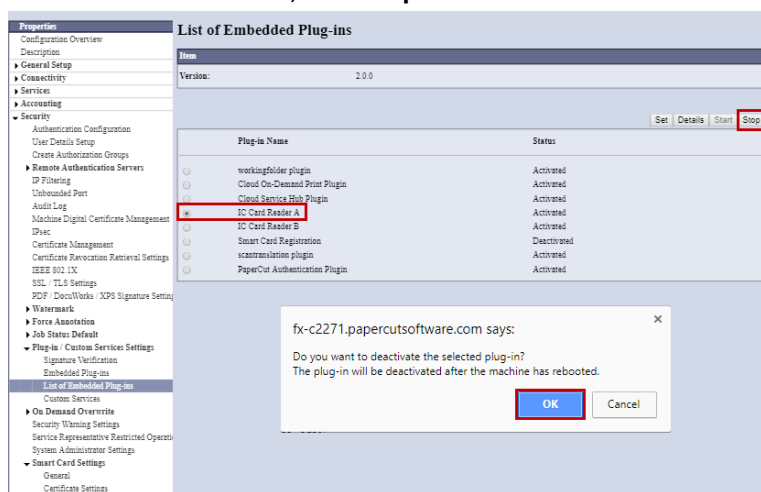 Properties
Configuration Overview
Description
General Setup
Connectivity
Services
Accounting
Security
Authentication Configuration
User Details Setup
Create Authorization Groups
Remote Authentication Servers
IP Filtering
Unbounded Port
Audit Log
Machine Digital Certificate Management
IPsec
Certificate Management
Certificate Revocation Retrieval Settings
IEEE 802.1X
SSL / TLS Settings
PDF / DocuWorks / XPS Signature Setting
Watermark
Force Annotation
Job Status Default
Plug-in / Custom Services Settings
Signature Verification
Embedded Plug-ins
List of Embedded Plug-ins
Custom Services
On Demand Overwrite
Security Warning Settings
Service Representative Restricted Operati
System Administrator Settings
Smart Card Settings
General
Certificate Settings
List of Embedded Plug-ins
Item
Version: 2.0.0
Set Details Start Stop
Plug-in Name Status
workingfolder plugin Activated
Cloud On-Demand Print Plugin Activated
Cloud Service Hub Plugin Activated
IC Card Reader A Activated
IC Card Reader B Activated
Smart Card Registration Deactivated
scantranslation plugin Activated
PaperCut Authentication Plugin Activated
fx-c2271.papercutsoftware.com says:
Do you want to deactivate the selected plug-in?
The plug-in will be deactivated after the machine has rebooted.
OK Cancel